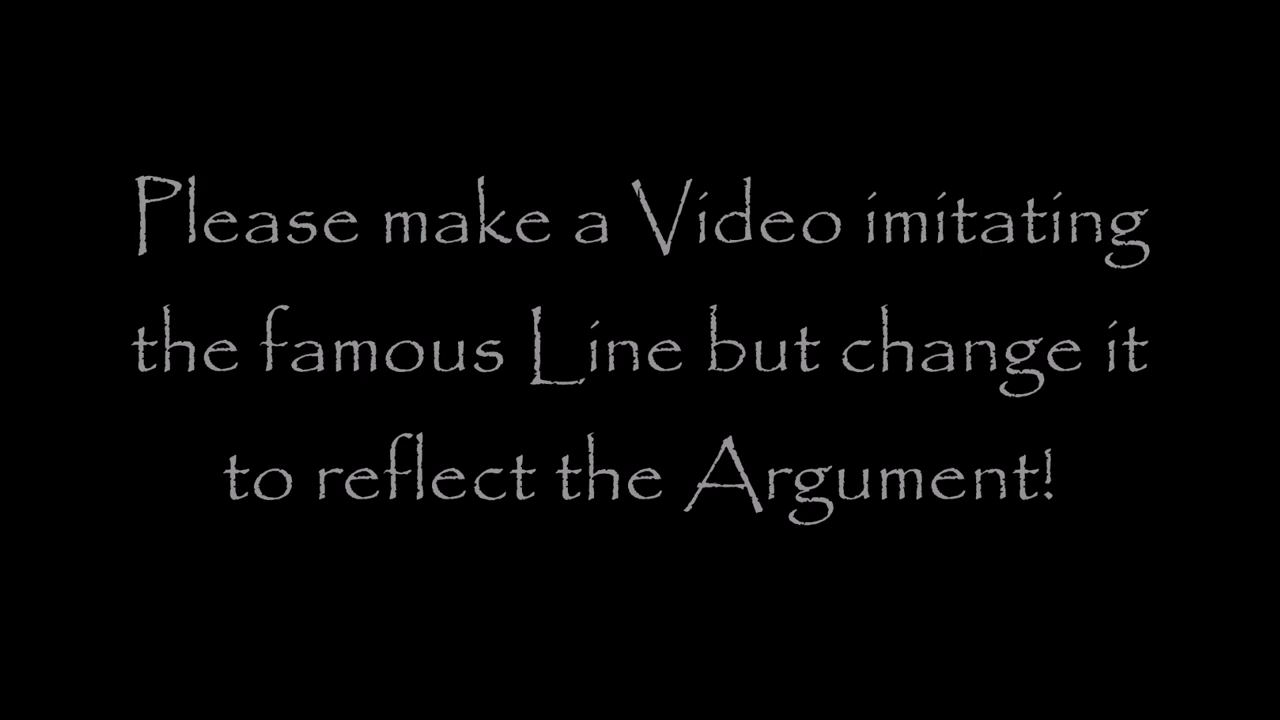 Please make a Video imitating
the famous Line but change it
to reflect the Argument!